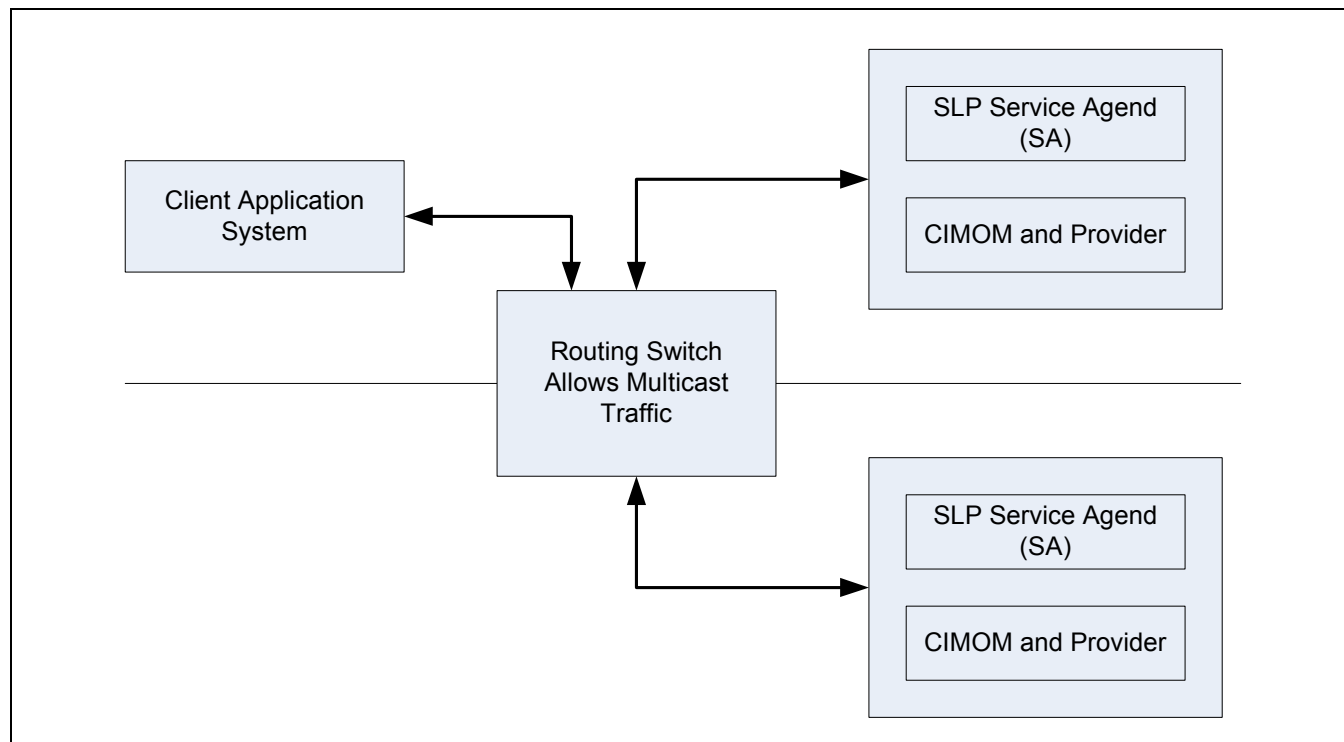 SLP Service Agend
(SA)
CIMOM and Provider
Client Application
System
Routing Switch
Allows Multicast
Traffic
SLP Service Agend
(SA)
CIMOM and Provider